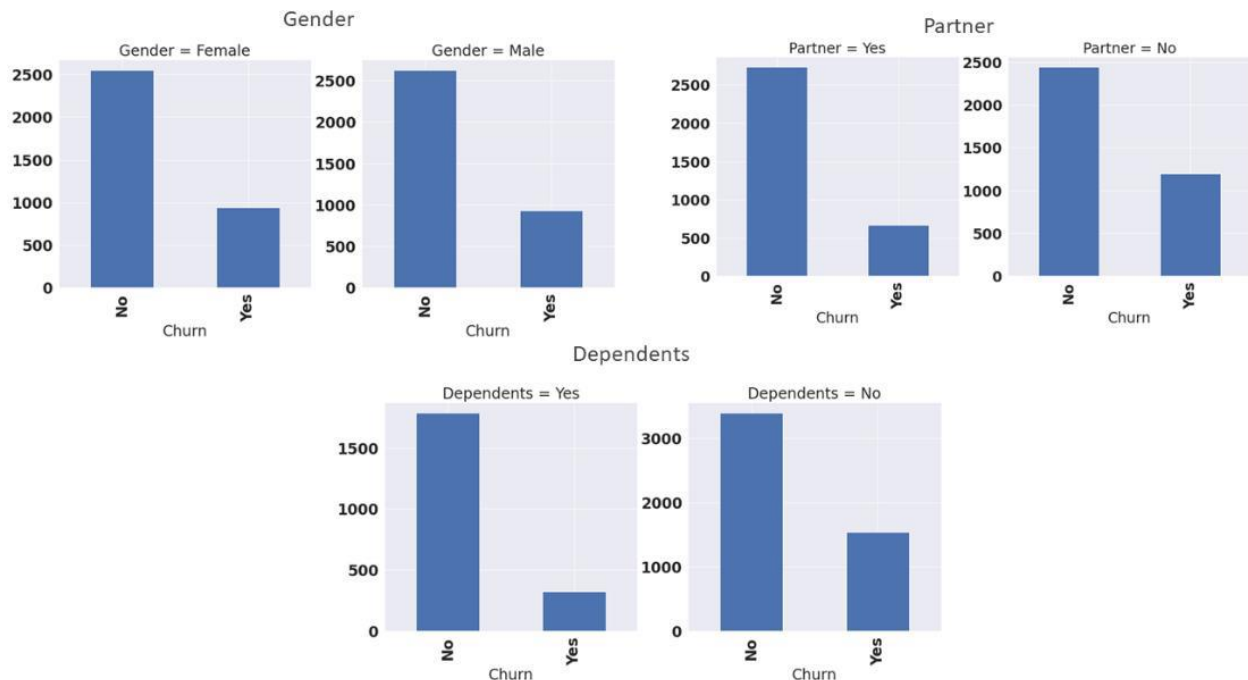 Gender
Gender = Female
2500
2000
1500
1000
500
0
No
Yes
Churn
Gender = Male
2500
2000
1500
1000
500
0
No
Yes
Churn
Partner
Partner = Yes
2500
2000
1500
1000
500
0
No
Yes
Churn
Partner = No
2500
2000
1500
1000
500
0
No
Yes
Churn
Dependents
Dependents = Yes
1500
1000
500
0
No
Yes
Churn
Dependents = No
3000
2000
1000
0
No
Yes
Churn